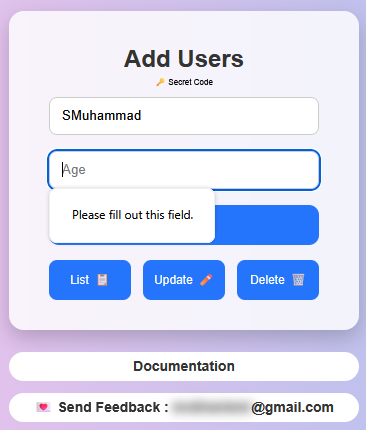 Add Users
🔑 Secret Code
SMuhammad
Age
Please fill out this field.
List 📋
Update
Delete 🗑️
Documentation
💌 Send Feedback : @gmail.com